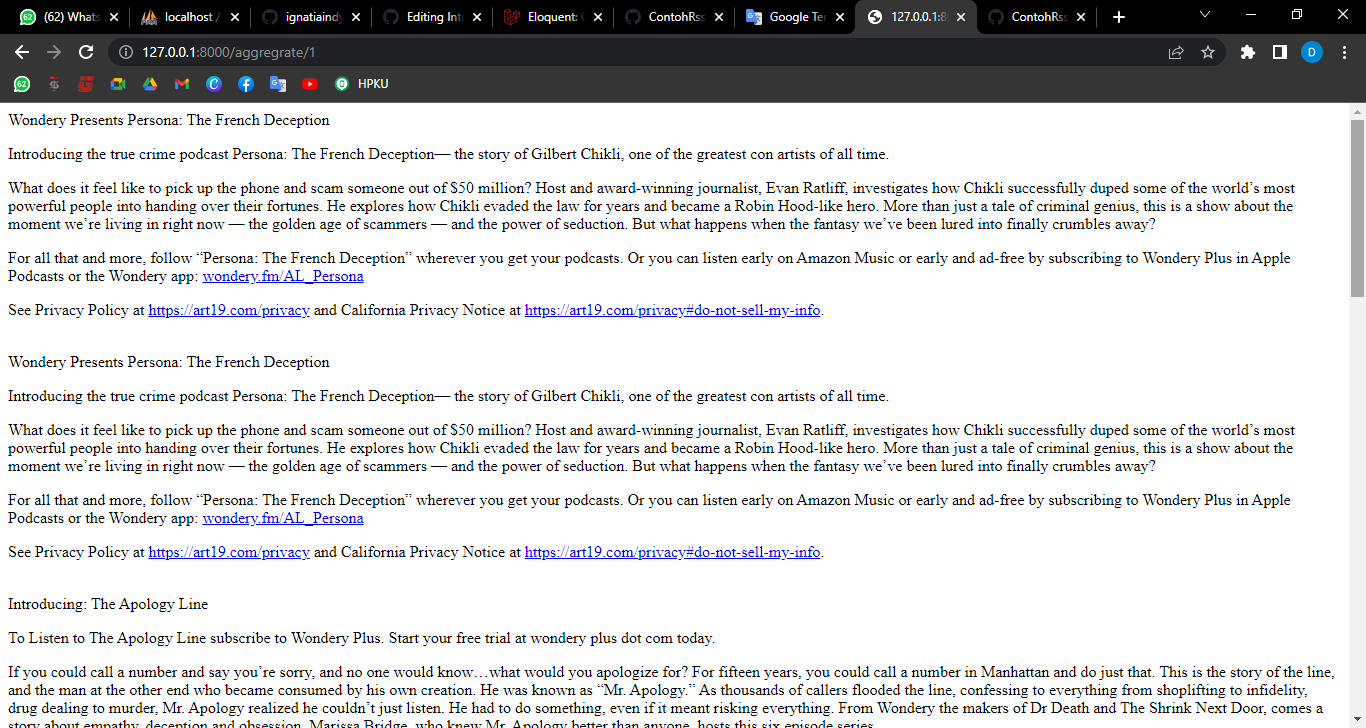 (62) Whats
localhost /
ignatiaindy
Editing Int
Eloquent: C
ContohRss
Google Ter
127.0.0.1:8
ContohRss
127.0.0.1:8000/aggregrate/1
D
62
HPKU
Wondery Presents Persona: The French Deception
Introducing the true crime podcast Persona: The French Deception— the story of Gilbert Chikli, one of the greatest con artists of all time.
What does it feel like to pick up the phone and scam someone out of $50 million? Host and award-winning journalist, Evan Ratliff, investigates how Chikli successfully duped some of the world’s most
powerful people into handing over their fortunes. He explores how Chikli evaded the law for years and became a Robin Hood-like hero. More than just a tale of criminal genius, this is a show about the
moment we’re living in right now — the golden age of scammers — and the power of seduction. But what happens when the fantasy we’ve been lured into finally crumbles away?
For all that and more, follow “Persona: The French Deception” wherever you get your podcasts. Or you can listen early on Amazon Music or early and ad-free by subscribing to Wondery Plus in Apple
Podcasts or the Wondery app: wondery.fm/AL_Persona
See Privacy Policy at https://art19.com/privacy and California Privacy Notice at https://art19.com/privacy#do-not-sell-my-info.
Wondery Presents Persona: The French Deception
Introducing the true crime podcast Persona: The French Deception— the story of Gilbert Chikli, one of the greatest con artists of all time.
What does it feel like to pick up the phone and scam someone out of $50 million? Host and award-winning journalist, Evan Ratliff, investigates how Chikli successfully duped some of the world’s most
powerful people into handing over their fortunes. He explores how Chikli evaded the law for years and became a Robin Hood-like hero. More than just a tale of criminal genius, this is a show about the
moment we’re living in right now — the golden age of scammers — and the power of seduction. But what happens when the fantasy we’ve been lured into finally crumbles away?
For all that and more, follow “Persona: The French Deception” wherever you get your podcasts. Or you can listen early on Amazon Music or early and ad-free by subscribing to Wondery Plus in Apple
Podcasts or the Wondery app: wondery.fm/AL_Persona
See Privacy Policy at https://art19.com/privacy and California Privacy Notice at https://art19.com/privacy#do-not-sell-my-info.
Introducing: The Apology Line
To Listen to The Apology Line subscribe to Wondery Plus. Start your free trial at wondery plus dot com today.
If you could call a number and say you’re sorry, and no one would know…what would you apologize for? For fifteen years, you could call a number in Manhattan and do just that. This is the story of the line,
and the man at the other end who became consumed by his own creation. He was known as “Mr. Apology.” As thousands of callers flooded the line, confessing to everything from shoplifting to infidelity,
drug dealing to murder, Mr. Apology realized he couldn’t just listen. He had to do something, even if it meant risking everything. From Wondery the makers of Dr Death and The Shrink Next Door, comes a
story about empathy, deception and obsession. Marissa Bridge, who knew Mr. Apology better than anyone, hosts this six episode series.